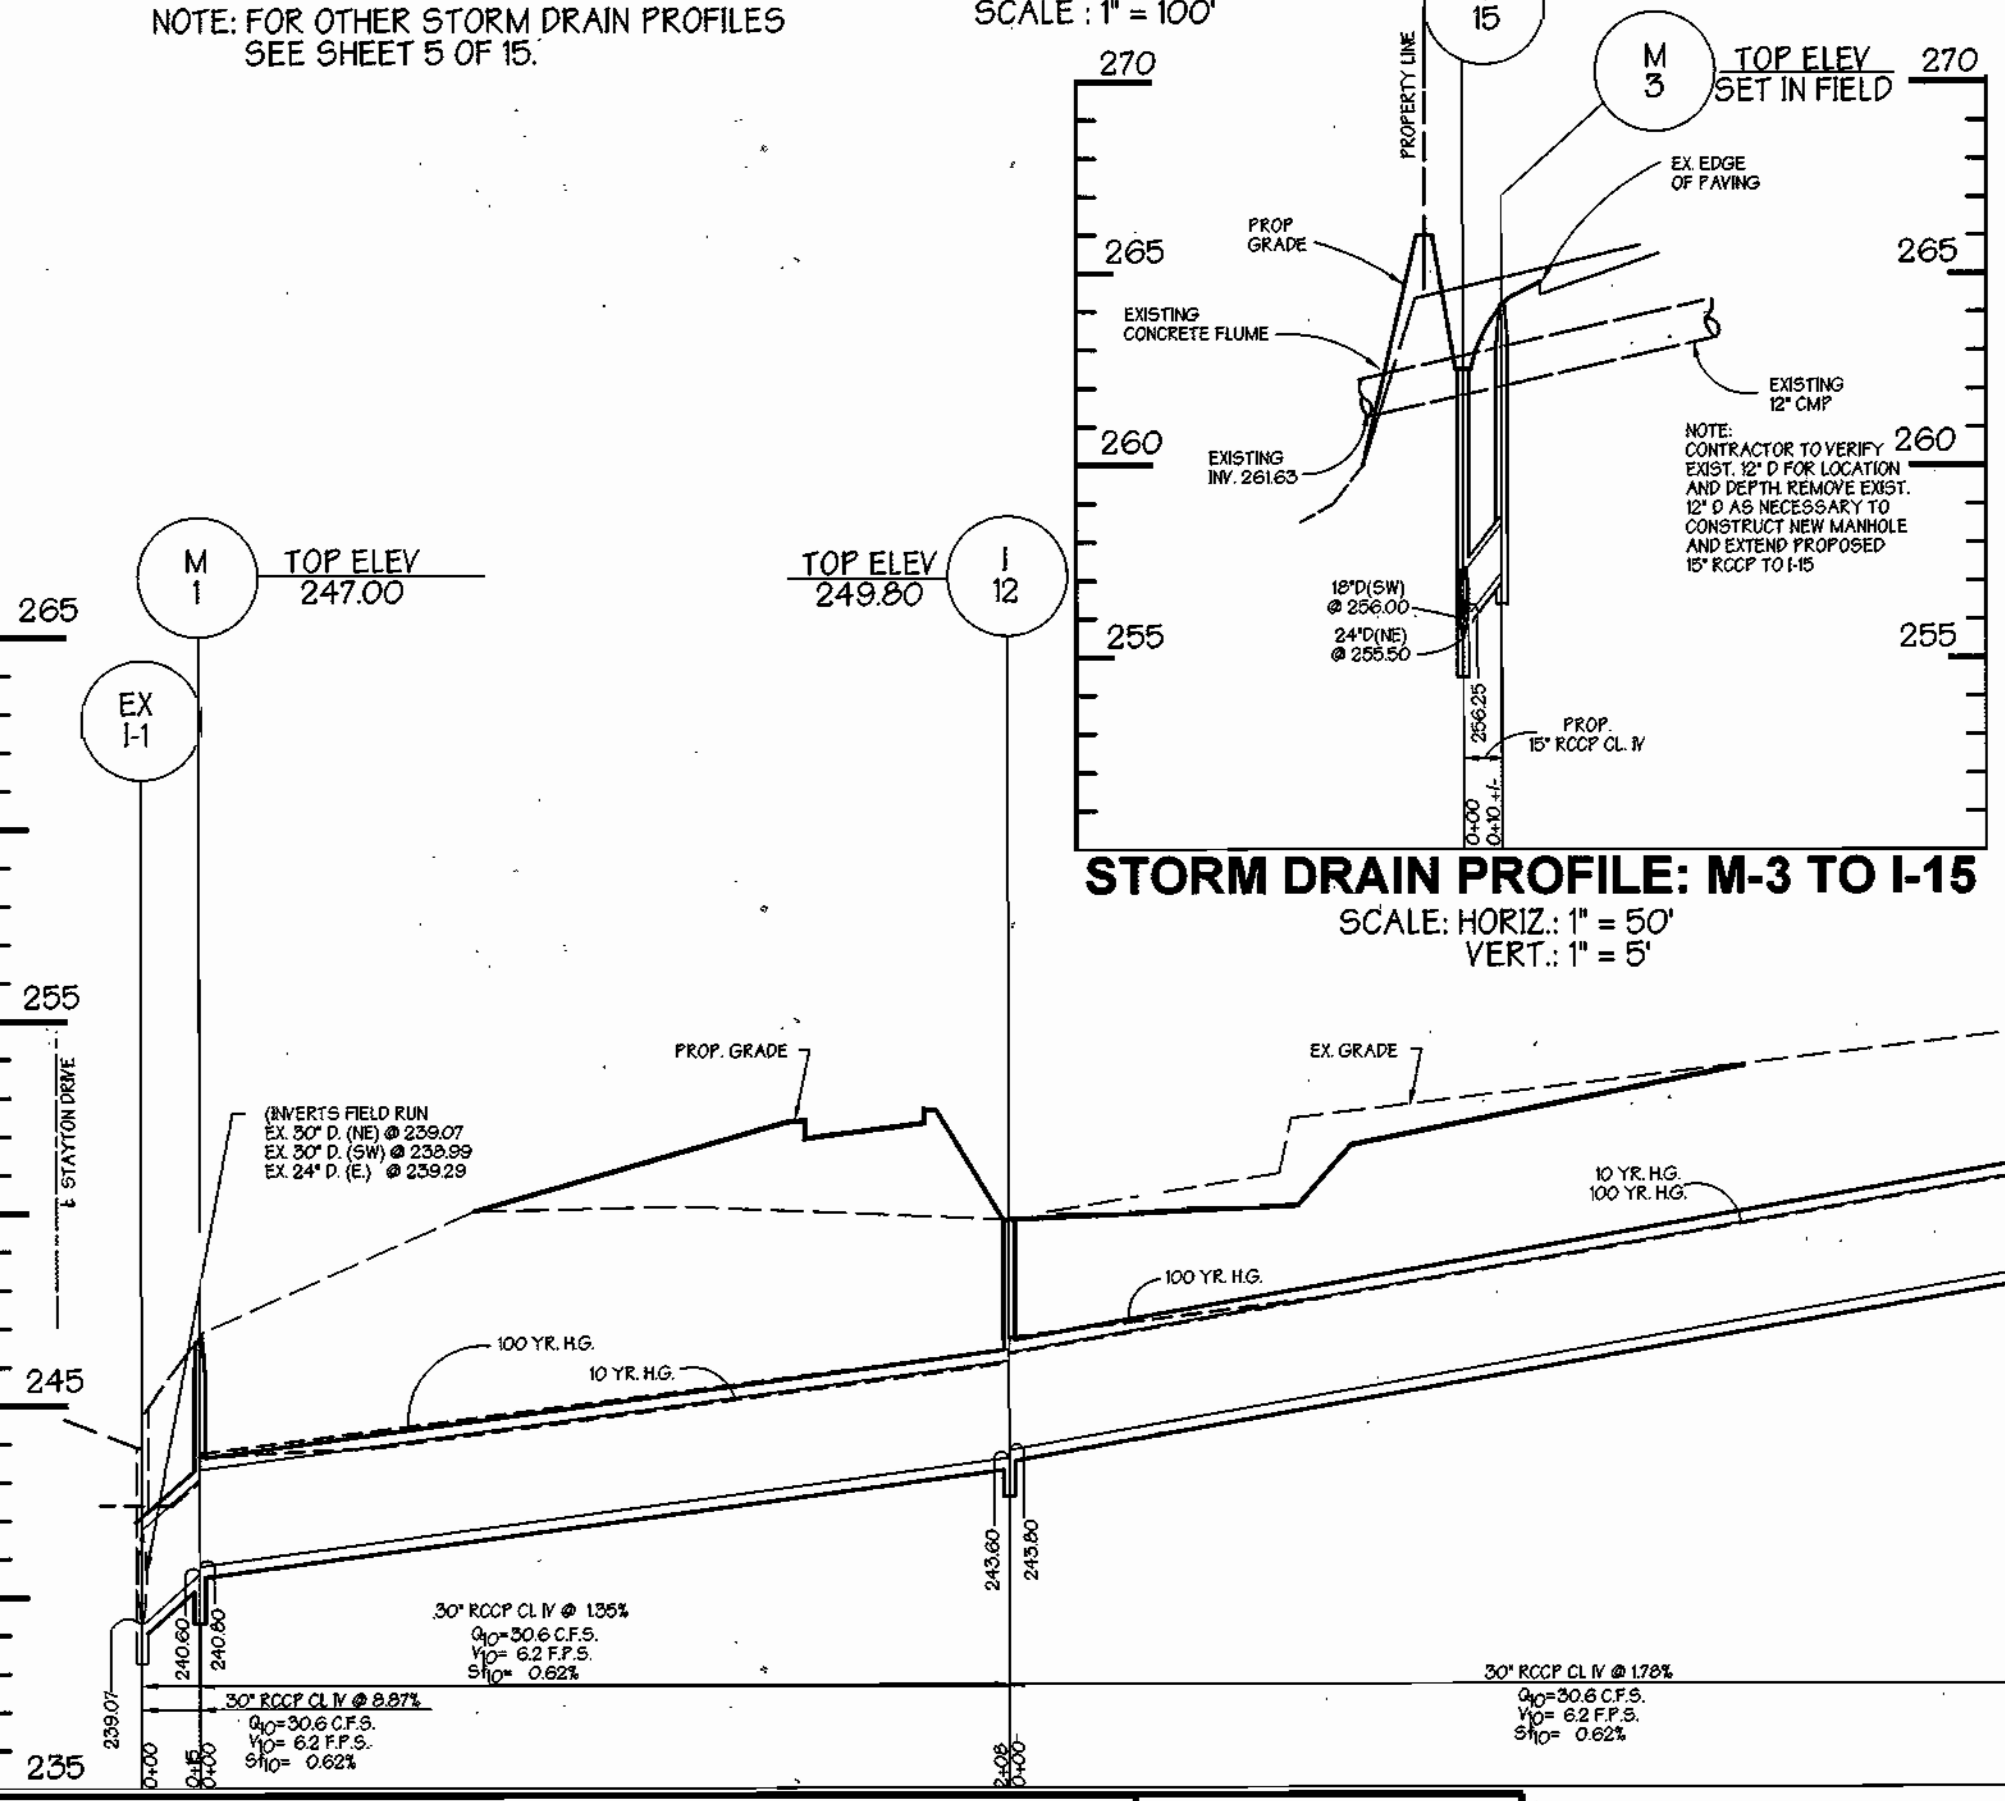 NOTE: FOR OTHER STORM DRAIN PROFILES
SEE SHEET 5 OF 15.
SCALE : 1" = 100'
15
M
3
TOP ELEV
SET IN FIELD
270
270
PROPERTY LINE
EX. EDGE
OF PAVING
PROP
GRADE
265
265
EXISTING
CONCRETE FLUME
EXISTING
12" CMP
260
260
EXISTING
INV. 261.63
NOTE:
CONTRACTOR TO VERIFY
EXIST. 12" D FOR LOCATION
AND DEPTH. REMOVE EXIST.
12" D AS NECESSARY TO
CONSTRUCT NEW MANHOLE
AND EXTEND PROPOSED
15" RCCP TO I-15
18"D(SW)
@ 256.00
24"D(NE)
@ 255.50
255
255
256.25
PROP.
15" RCCP CL. IV
0+00
0+10 +/-
STORM DRAIN PROFILE: M-3 TO I-15
SCALE: HORIZ.: 1" = 50'
VERT.: 1" = 5'
M
1
TOP ELEV
247.00
TOP ELEV
249.80
I
12
265
EX
I-1
255
℄ STAYTON DRIVE
(INVERTS FIELD RUN
EX. 30" D. (NE) @ 239.07
EX. 30" D. (SW) @ 238.99
EX. 24" D. (E.) @ 239.29
PROP. GRADE
EX. GRADE
10 YR. H.G.
100 YR. H.G.
100 YR. H.G.
100 YR. H.G.
10 YR. H.G.
245
243.60
243.80
240.60
240.80
239.07
30" RCCP CL IV @ 1.35%
Q10=30.6 C.F.S.
V10= 6.2 F.P.S.
Sf10= 0.62%
30" RCCP CL IV @ 8.87%
Q10=30.6 C.F.S.
V10= 6.2 F.P.S.
Sf10= 0.62%
30" RCCP CL IV @ 1.78%
Q10=30.6 C.F.S.
V10= 6.2 F.P.S.
Sf10= 0.62%
235
0+00
0+15
0+00
2+08
0+00